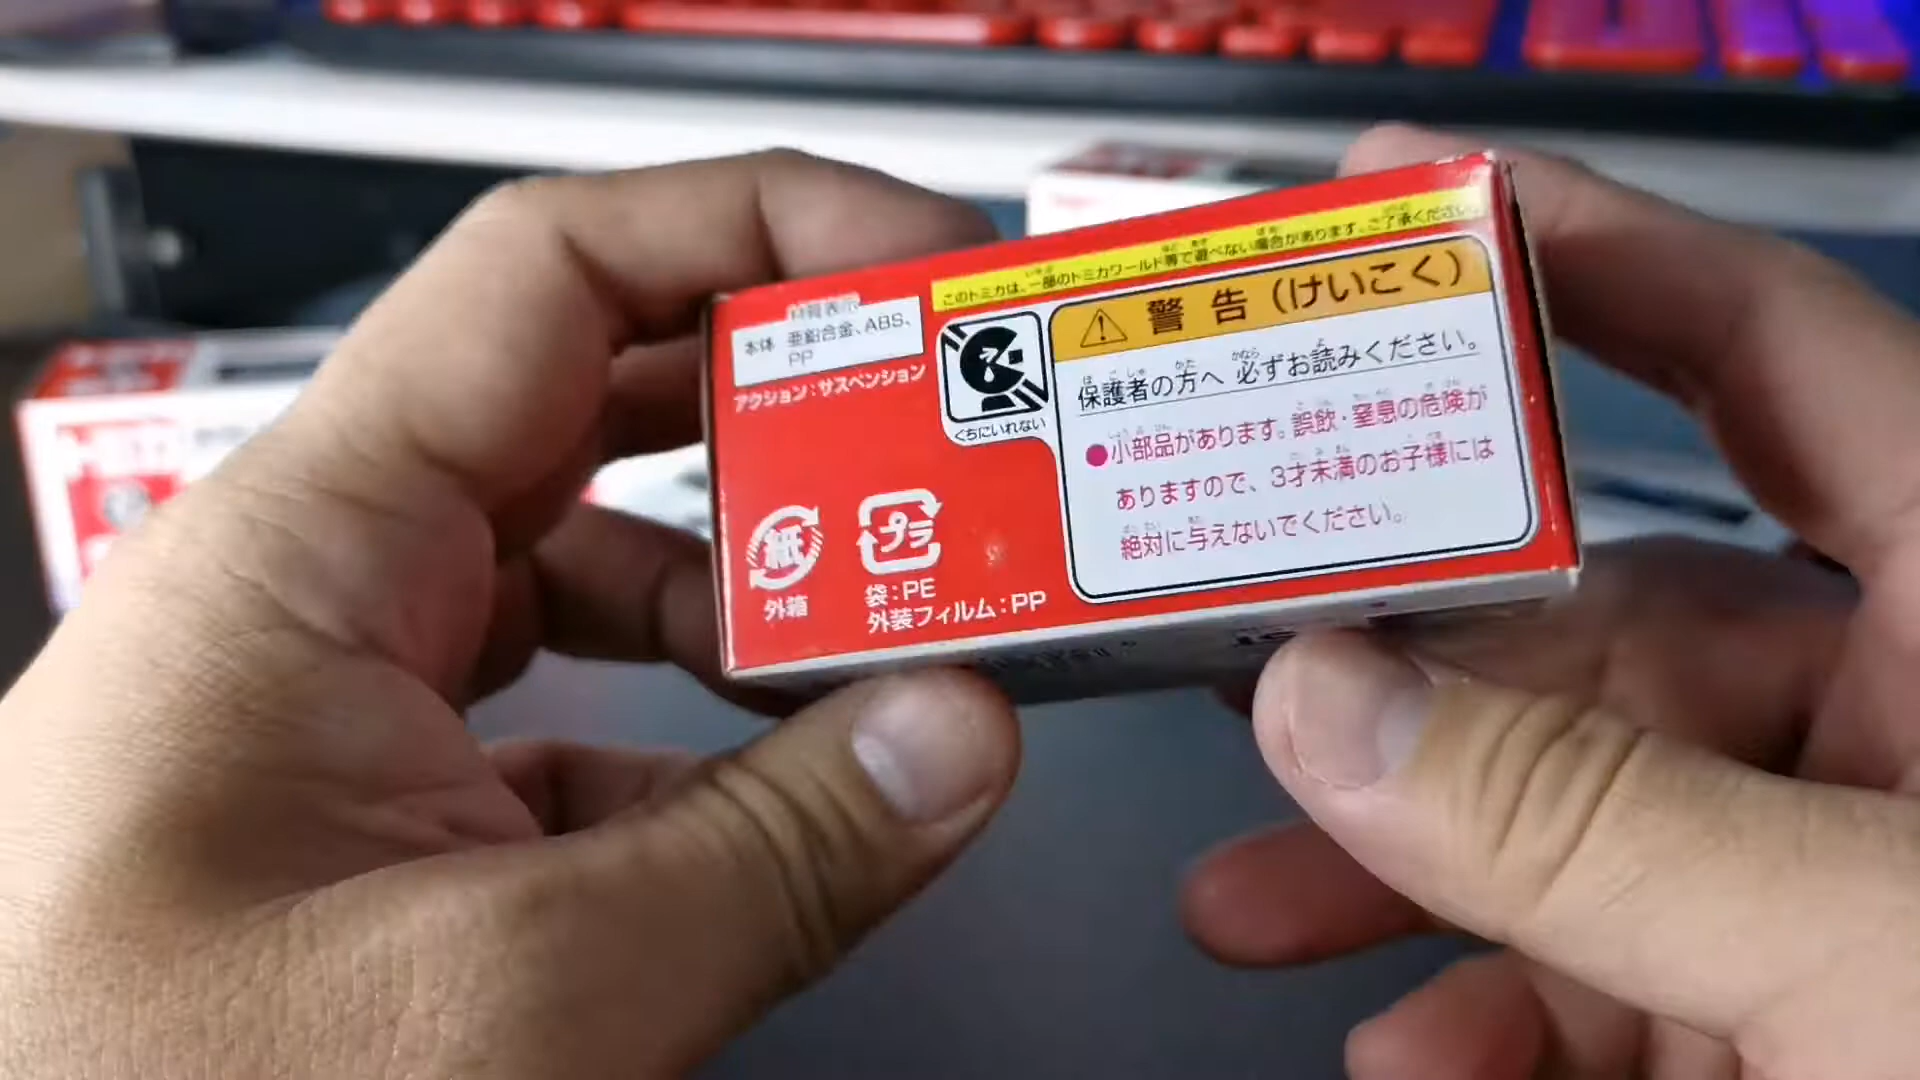 このトミカは、一部のトミカワールド等で遊べない場合があります。ご了承ください。
材質表示
本体 亜鉛合金、ABS、
PP
アクション：サスペンション
くちにいれない
警告（けいこく）
保護者の方へ 必ずお読みください。
●小部品があります。誤飲・窒息の危険が
ありますので、3才未満のお子様には
絶対に与えないでください。
紙
外箱
プラ
袋：PE
外装フィルム：PP